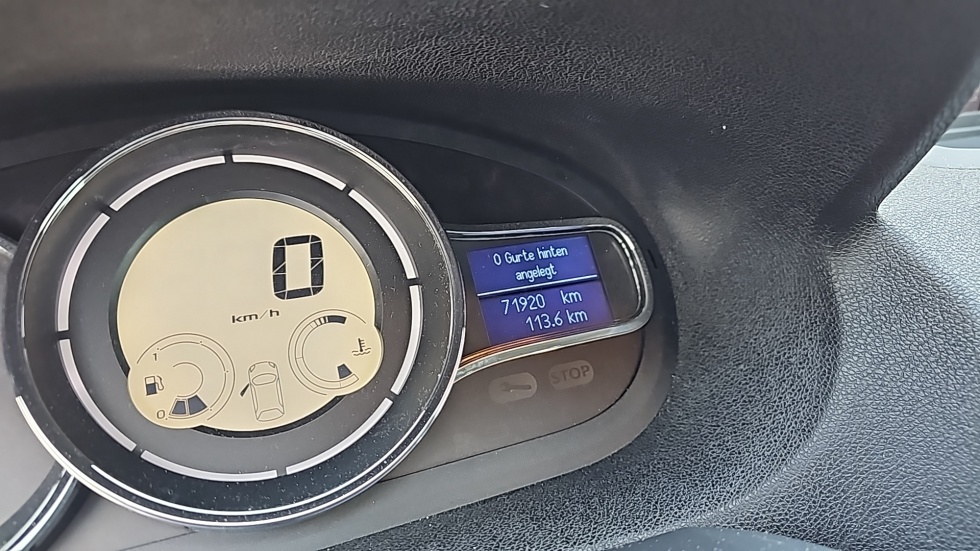 0
km/h
1
0
0 Gurte hinten
angelegt
71920 km
113.6 km
STOP